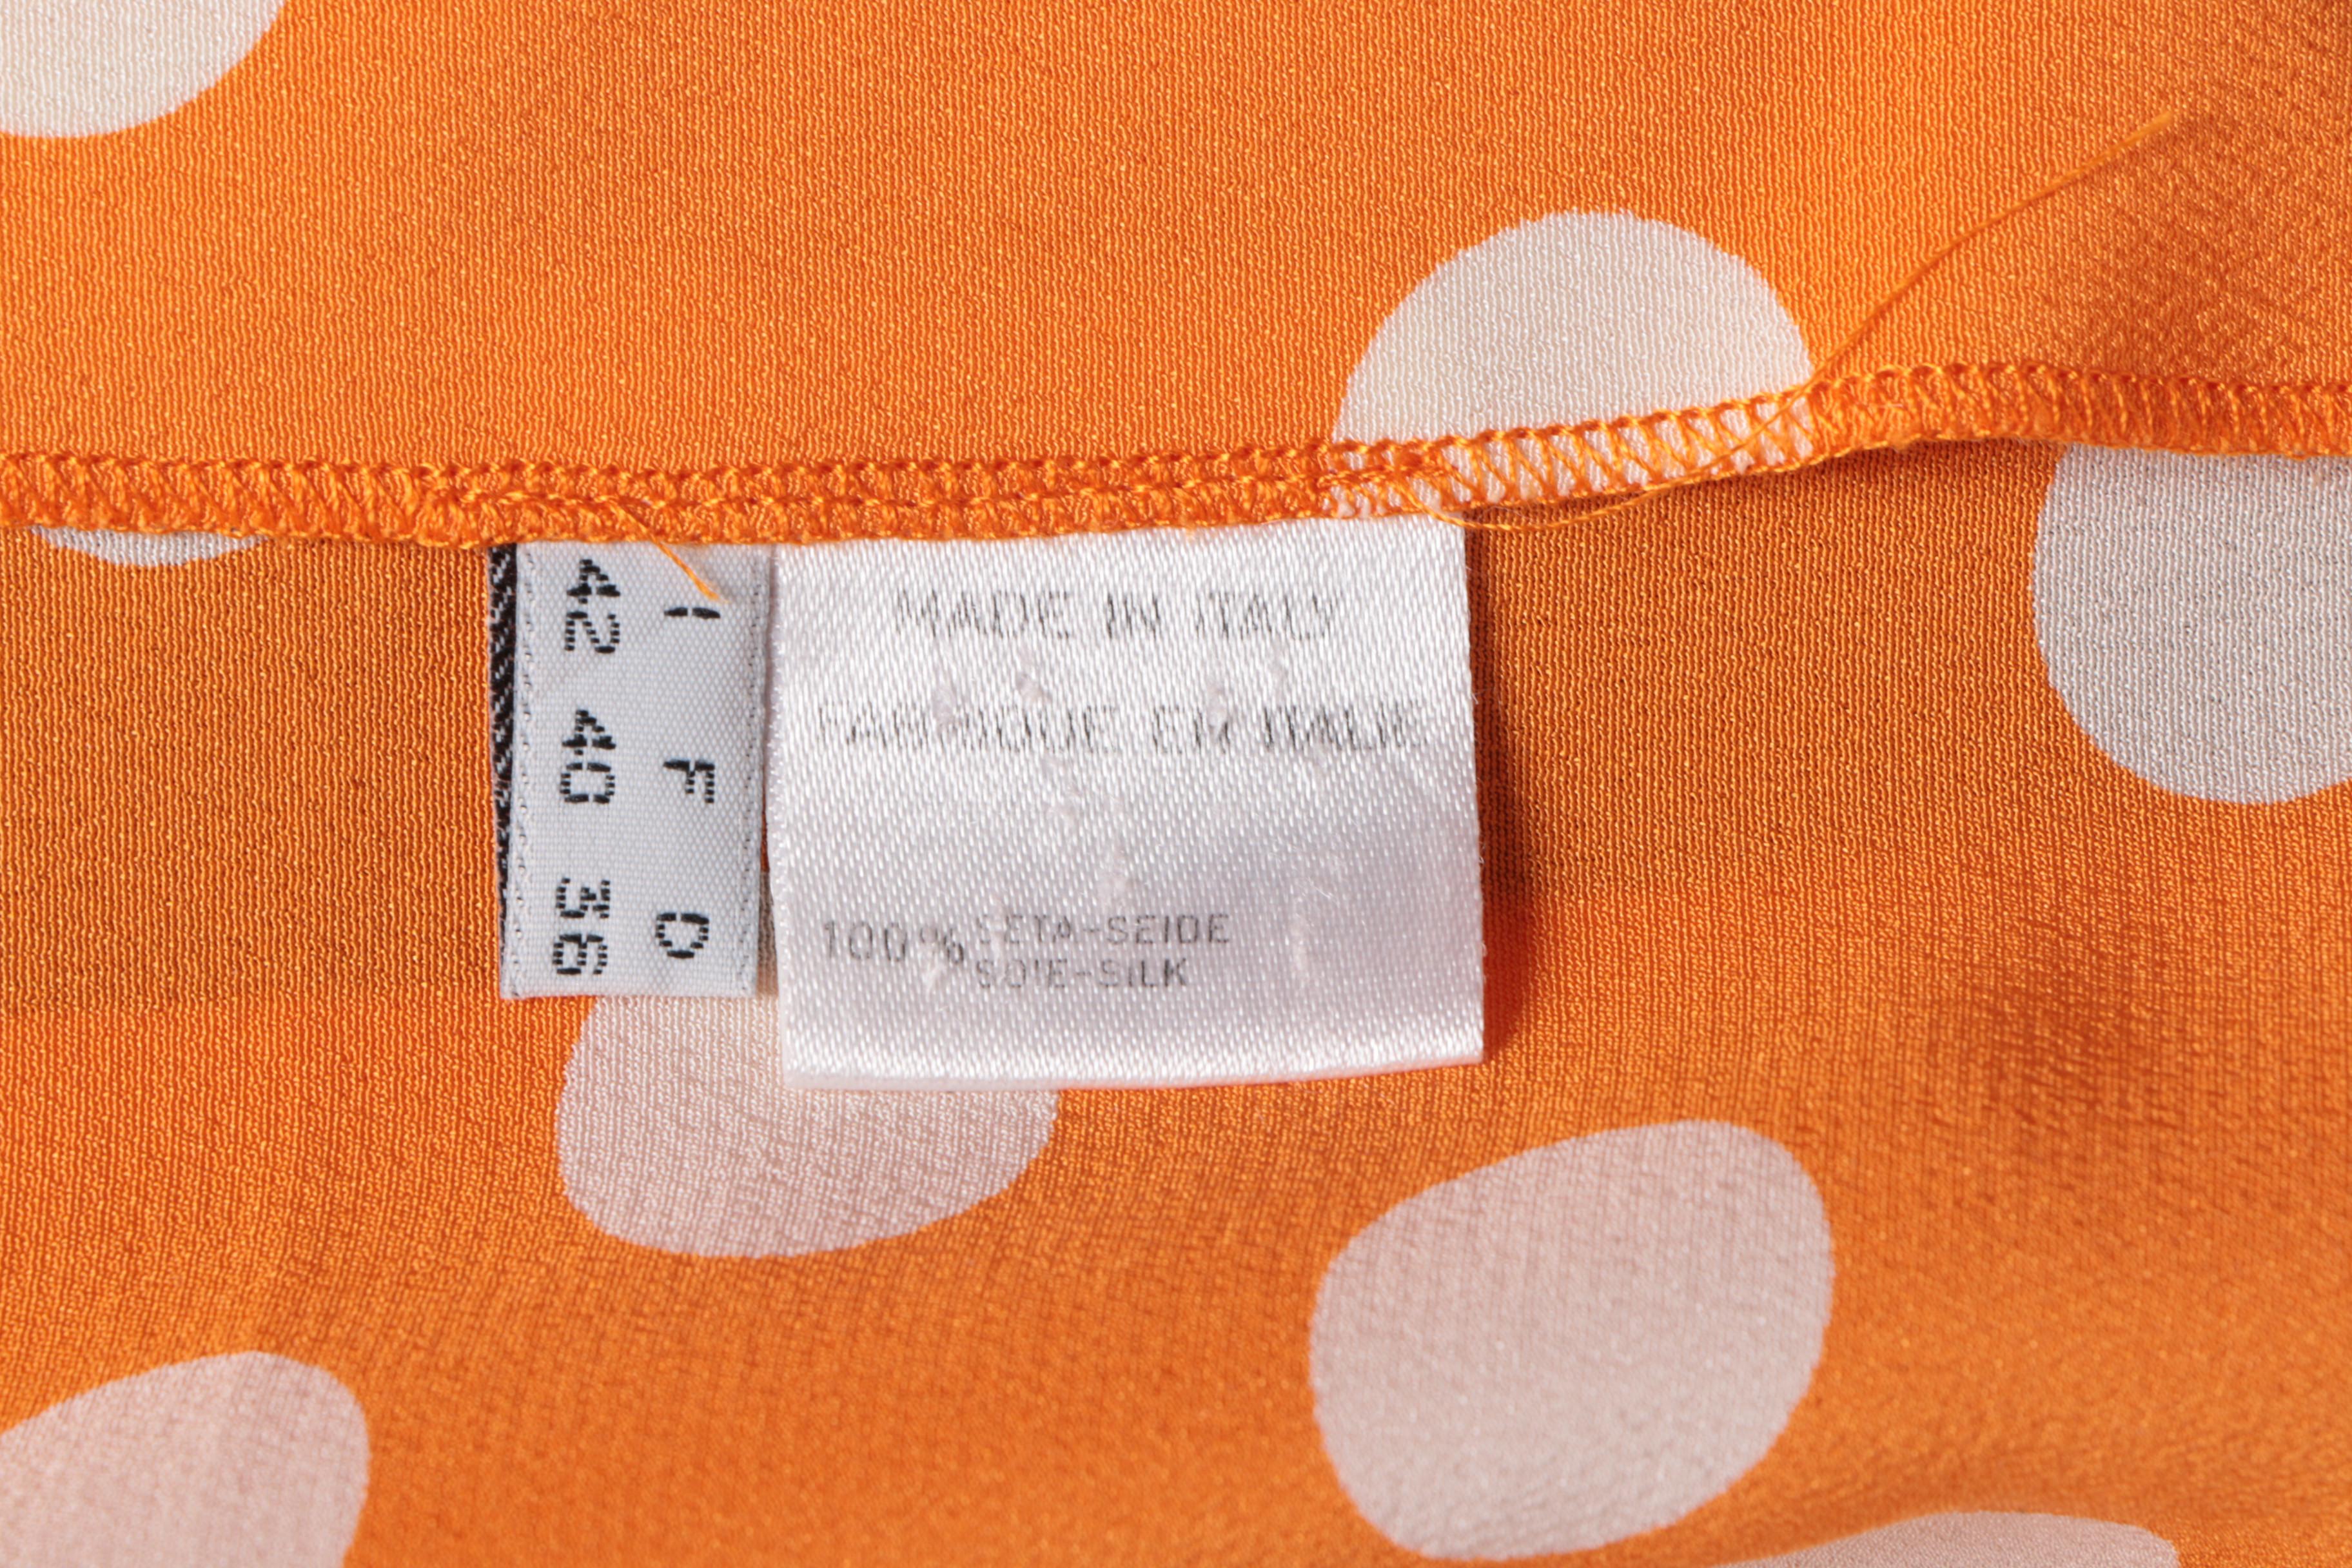 I F D
42 40 36
MADE IN ITALY
FABRIQUE EN ITALIE
100% SETA-SEIDE
SOIE-SILK